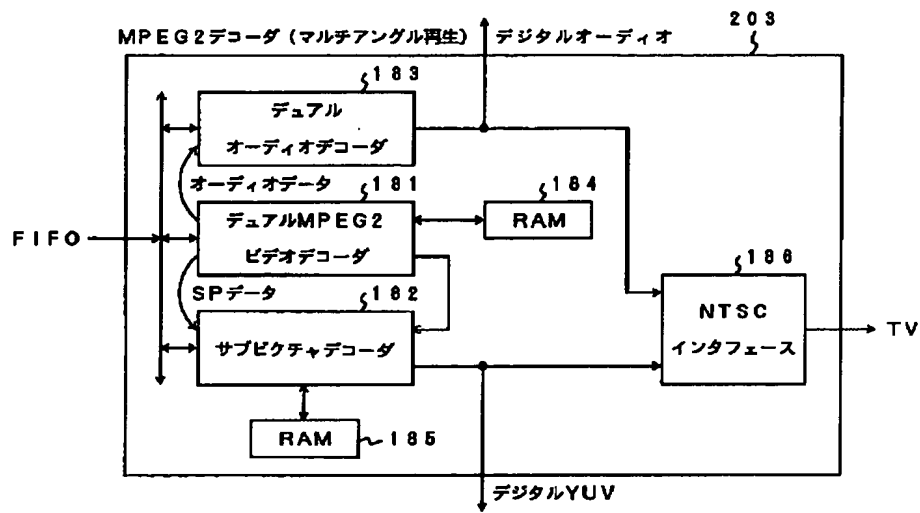 203
MPEG2デコーダ（マルチアングル再生）
デジタルオーディオ
183
デュアル
オーディオデコーダ
オーディオデータ
181
184
デュアルMPEG2
ビデオデコーダ
RAM
FIFO
186
SPデータ
182
NTSC
インタフェース
TV
サブピクチャデコーダ
RAM
185
デジタルYUV